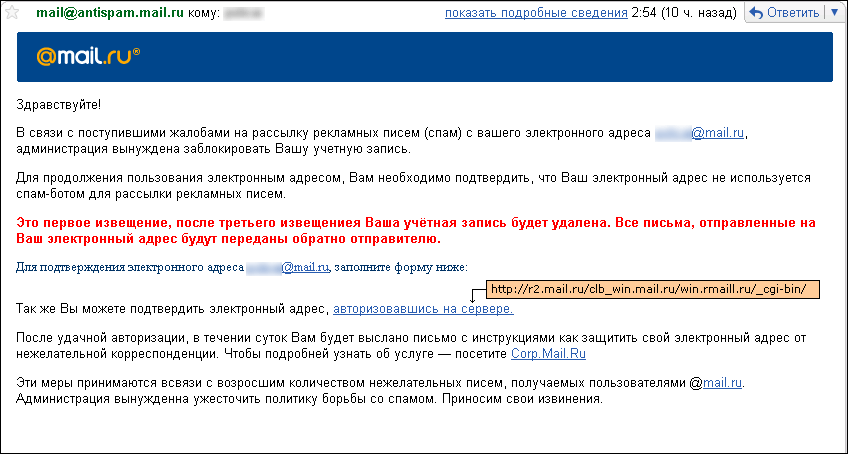 mail@antispam.mail.ru кому: показать подробные сведения 2:54 (10 ч. назад) Ответить
@mail.ru®
Здравствуйте!
В связи с поступившими жалобами на рассылку рекламных писем (спам) с вашего электронного адреса @mail.ru,
администрация вынуждена заблокировать Вашу учетную запись.
Для продолжения пользования электронным адресом, Вам необходимо подтвердить, что Ваш электронный адрес не используется
спам-ботом для рассылки рекламных писем.
Это первое извещение, после третьего извещениея Ваша учётная запись будет удалена. Все письма, отправленные на
Ваш электронный адрес будут переданы обратно отправителю.
Для подтверждения электронного адреса @mail.ru, заполните форму ниже:
http://r2.mail.ru/clb_win.mail.ru/win.rmaill.ru/_cgi-bin/
Так же Вы можете подтвердить электронный адрес, авторизовавшись на сервере.
После удачной авторизации, в течении суток Вам будет выслано письмо с инструкциями как защитить свой электронный адрес от
нежелательной корреспонденции. Чтобы подробней узнать об услуге — посетите Corp.Mail.Ru
Эти меры принимаются всвязи с возросшим количеством нежелательных писем, получаемых пользователями @mail.ru.
Администрация вынужденна ужесточить политику борьбы со спамом. Приносим свои извинения.